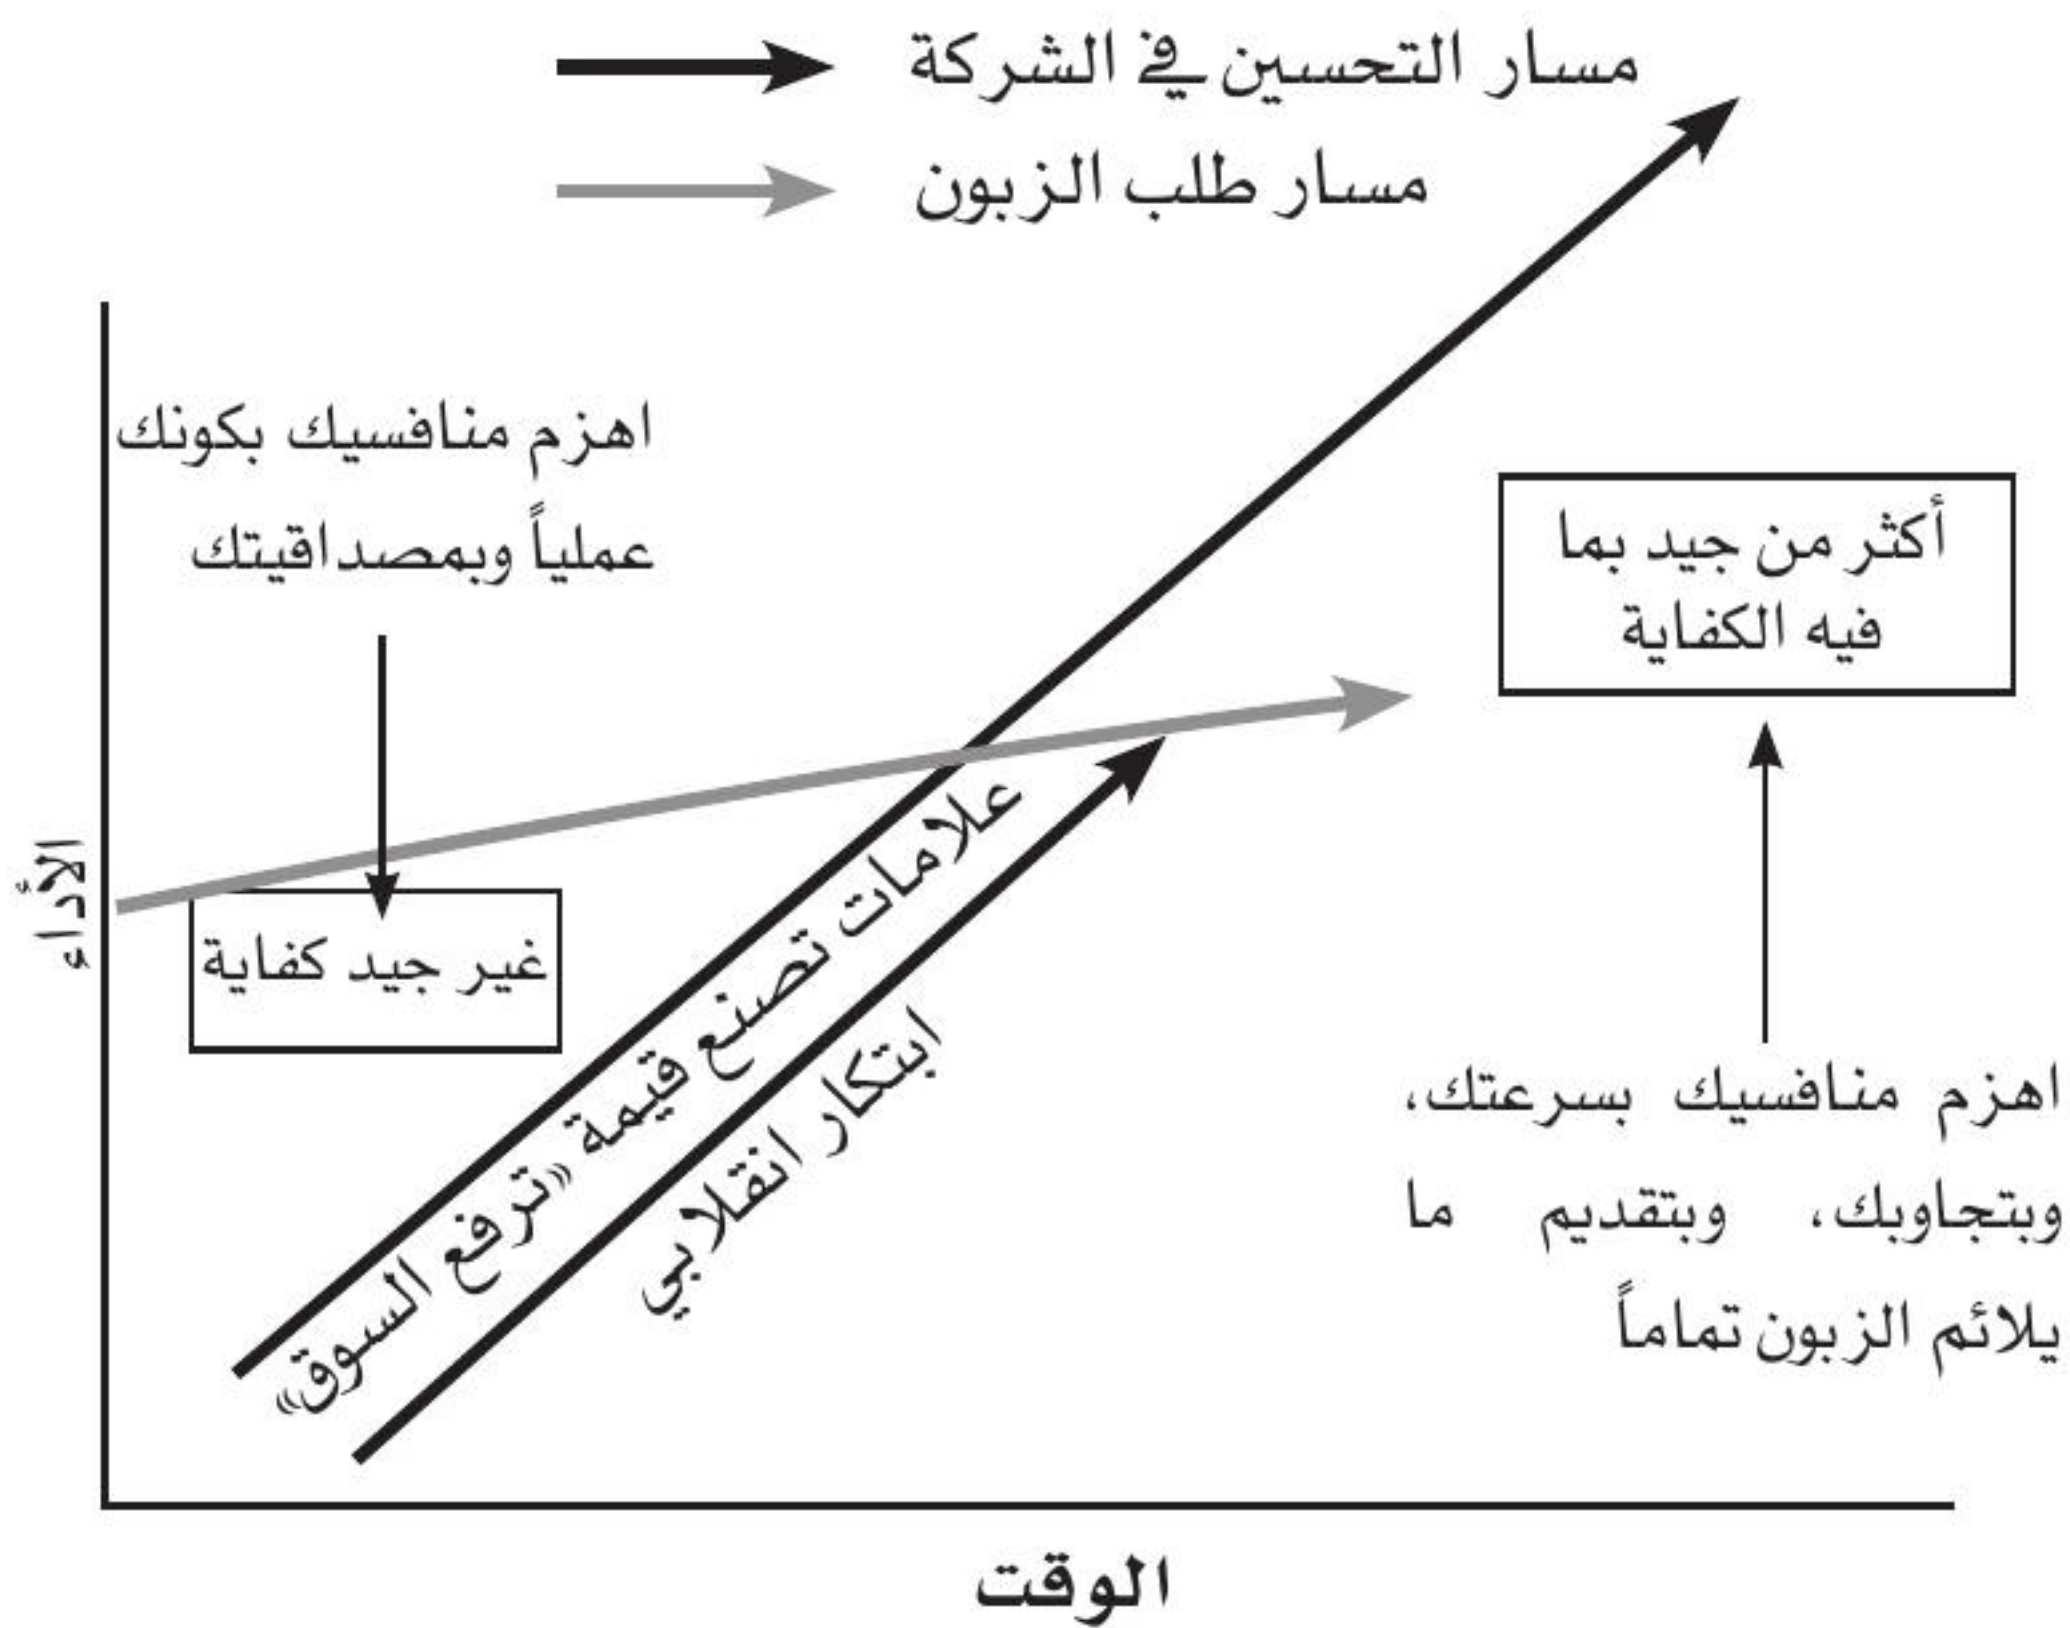 مسار التحسين في الشركة
مسار طلب الزبون
اهزم منافسيك بكونك
عملياً وبمصداقيتك
أكثر من جيد بما
فيه الكفاية
غير جيد كفاية
الأداء
علامات تصنع قيمة «ترفع السوق»
ابتكار انقلابي
اهزم منافسيك بسرعتك،
وبتجاوبك، وبتقديم ما
يلائم الزبون تماماً
الوقت